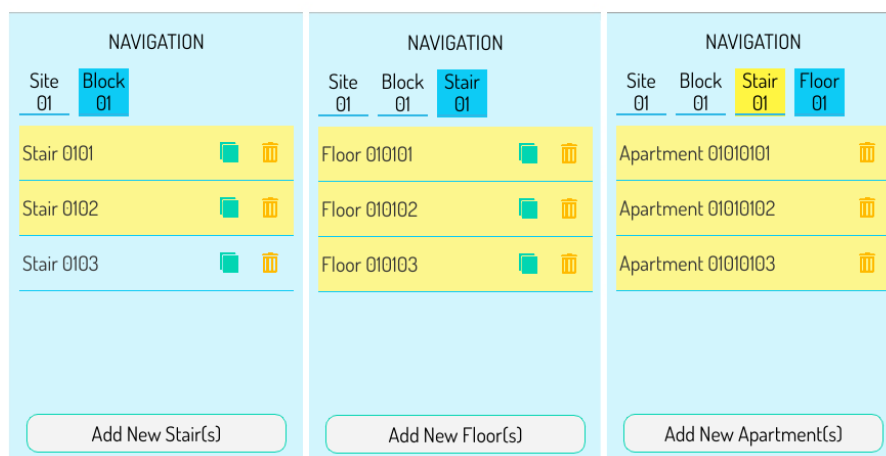 NAVIGATION
Site
01
Block
01
Stair 0101
Stair 0102
Stair 0103
Add New Stair(s)
NAVIGATION
Site
01
Block
01
Stair
01
Floor 010101
Floor 010102
Floor 010103
Add New Floor(s)
NAVIGATION
Site
01
Block
01
Stair
01
Floor
01
Apartment 01010101
Apartment 01010102
Apartment 01010103
Add New Apartment(s)